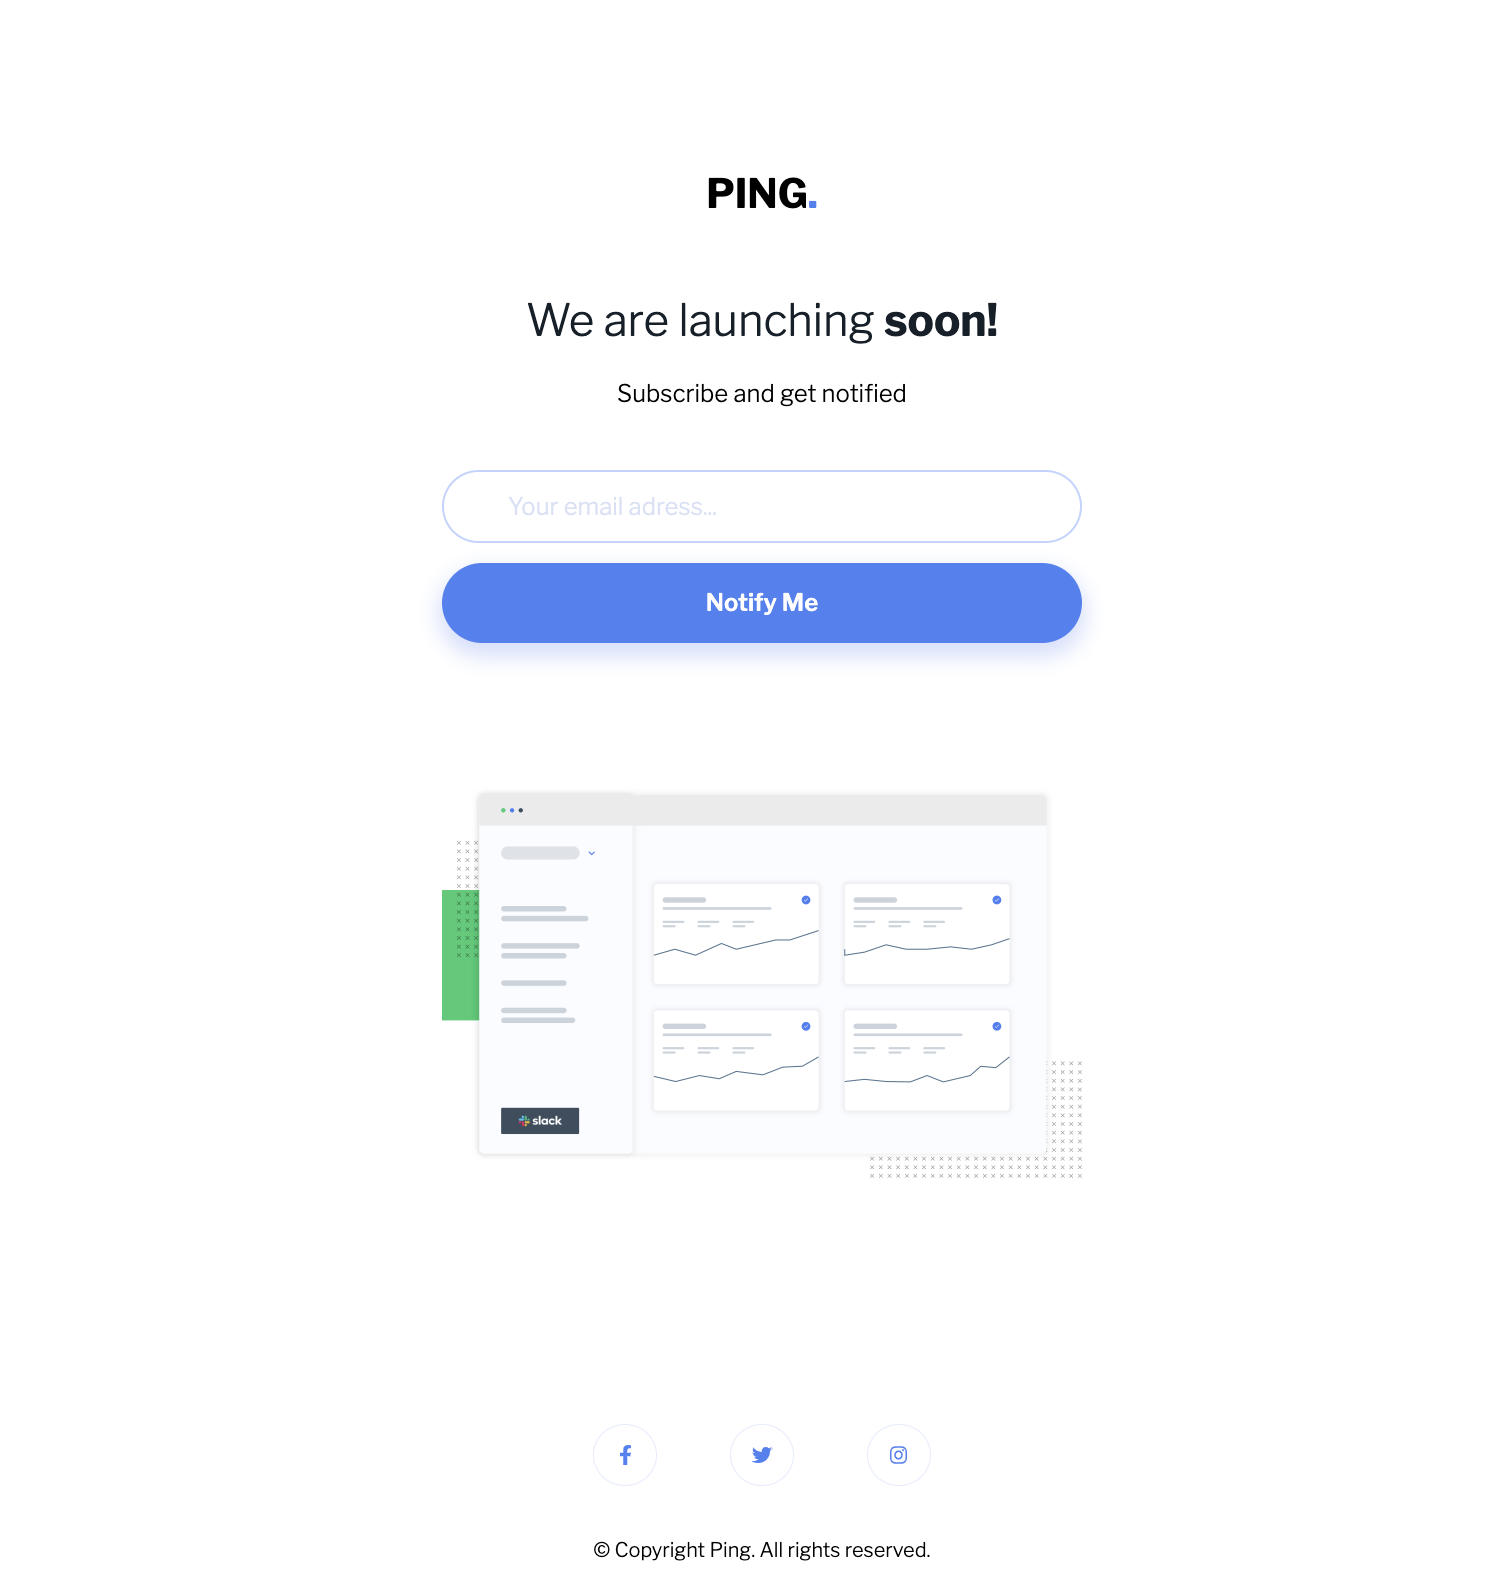 PING.
We are launching soon!
Subscribe and get notified
Your email adress...
Notify Me
slack
© Copyright Ping. All rights reserved.